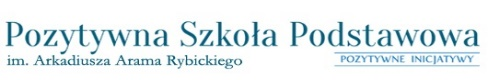 Pozytywna Szkoła Podstawowa
im. Arkadiusza Arama Rybickiego
POZYTYWNE INICJATYWY